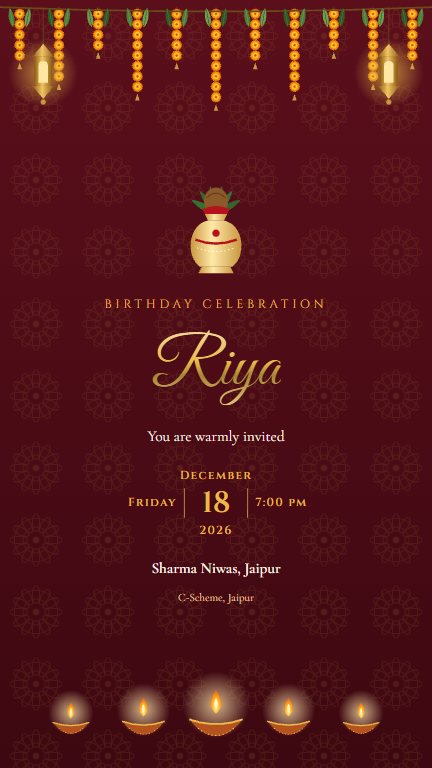 BIRTHDAY CELEBRATION
Riya
You are warmly invited
DECEMBER
FRIDAY 18 7:00 PM
2026
Sharma Niwas, Jaipur
C-Scheme, Jaipur